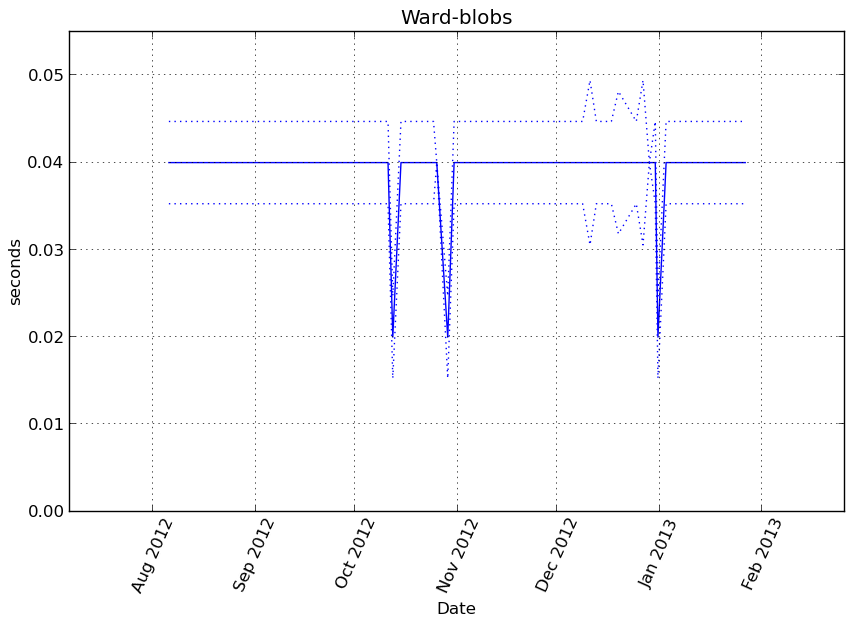 Ward-blobs
0.05
0.04
0.03
0.02
0.01
0.00
seconds
Aug 2012
Sep 2012
Oct 2012
Nov 2012
Dec 2012
Jan 2013
Feb 2013
Date